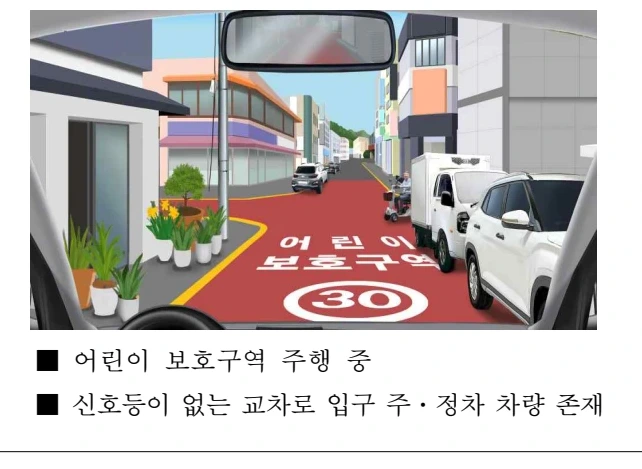 어 린 이
보호구역
30
■ 어린이 보호구역 주행 중
■ 신호등이 없는 교차로 입구 주·정차 차량 존재